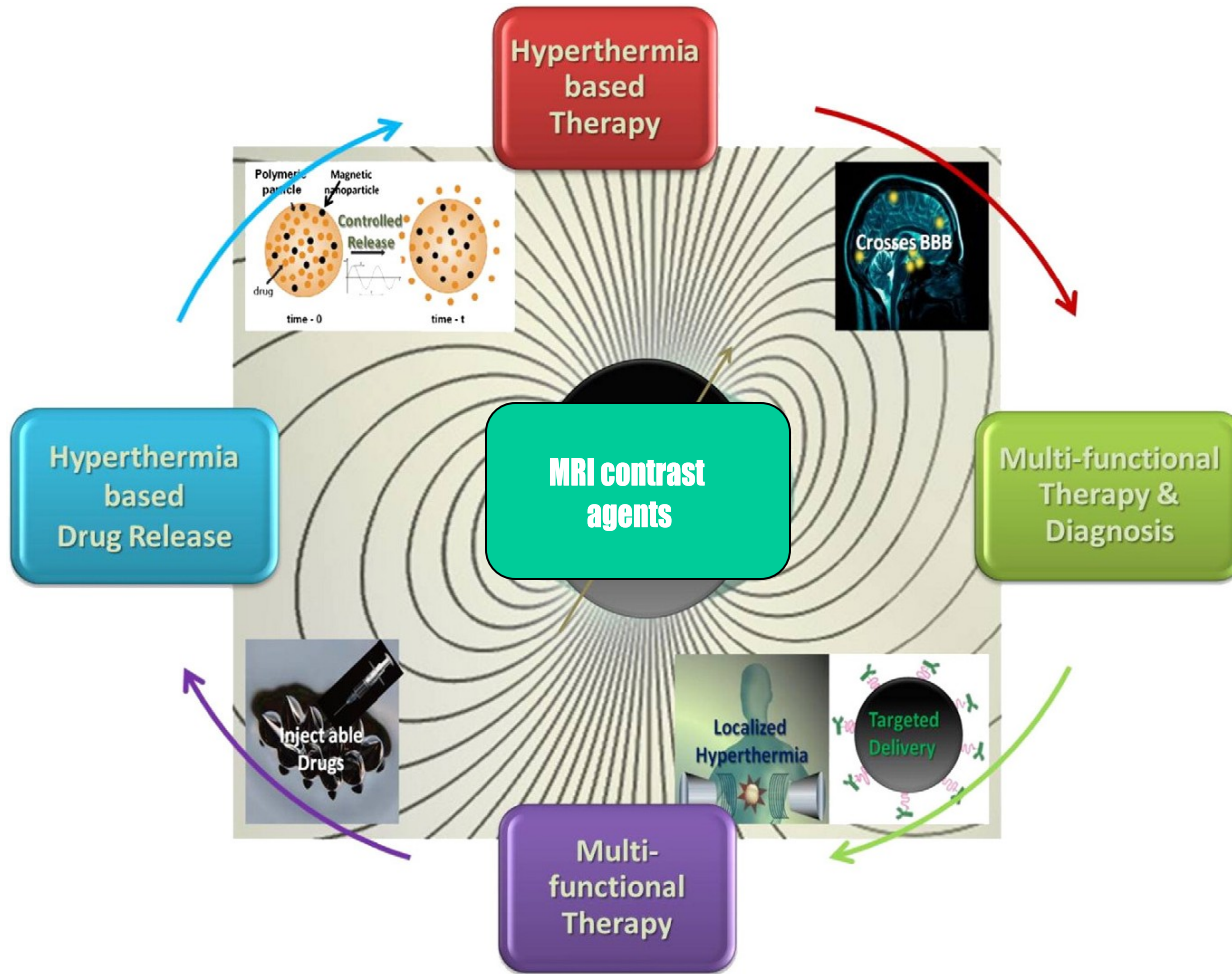 Hyperthermia
based
Therapy
Polymeric
particle
Magnetic
nanoparticle
Controlled
Release
drug
time - 0
time - t
Crosses BBB
Hyperthermia
based
Drug Release
MRI contrast
agents
Multi-functional
Therapy &
Diagnosis
Inject able
Drugs
Localized
Hyperthermia
Targeted
Delivery
Multi-
functional
Therapy